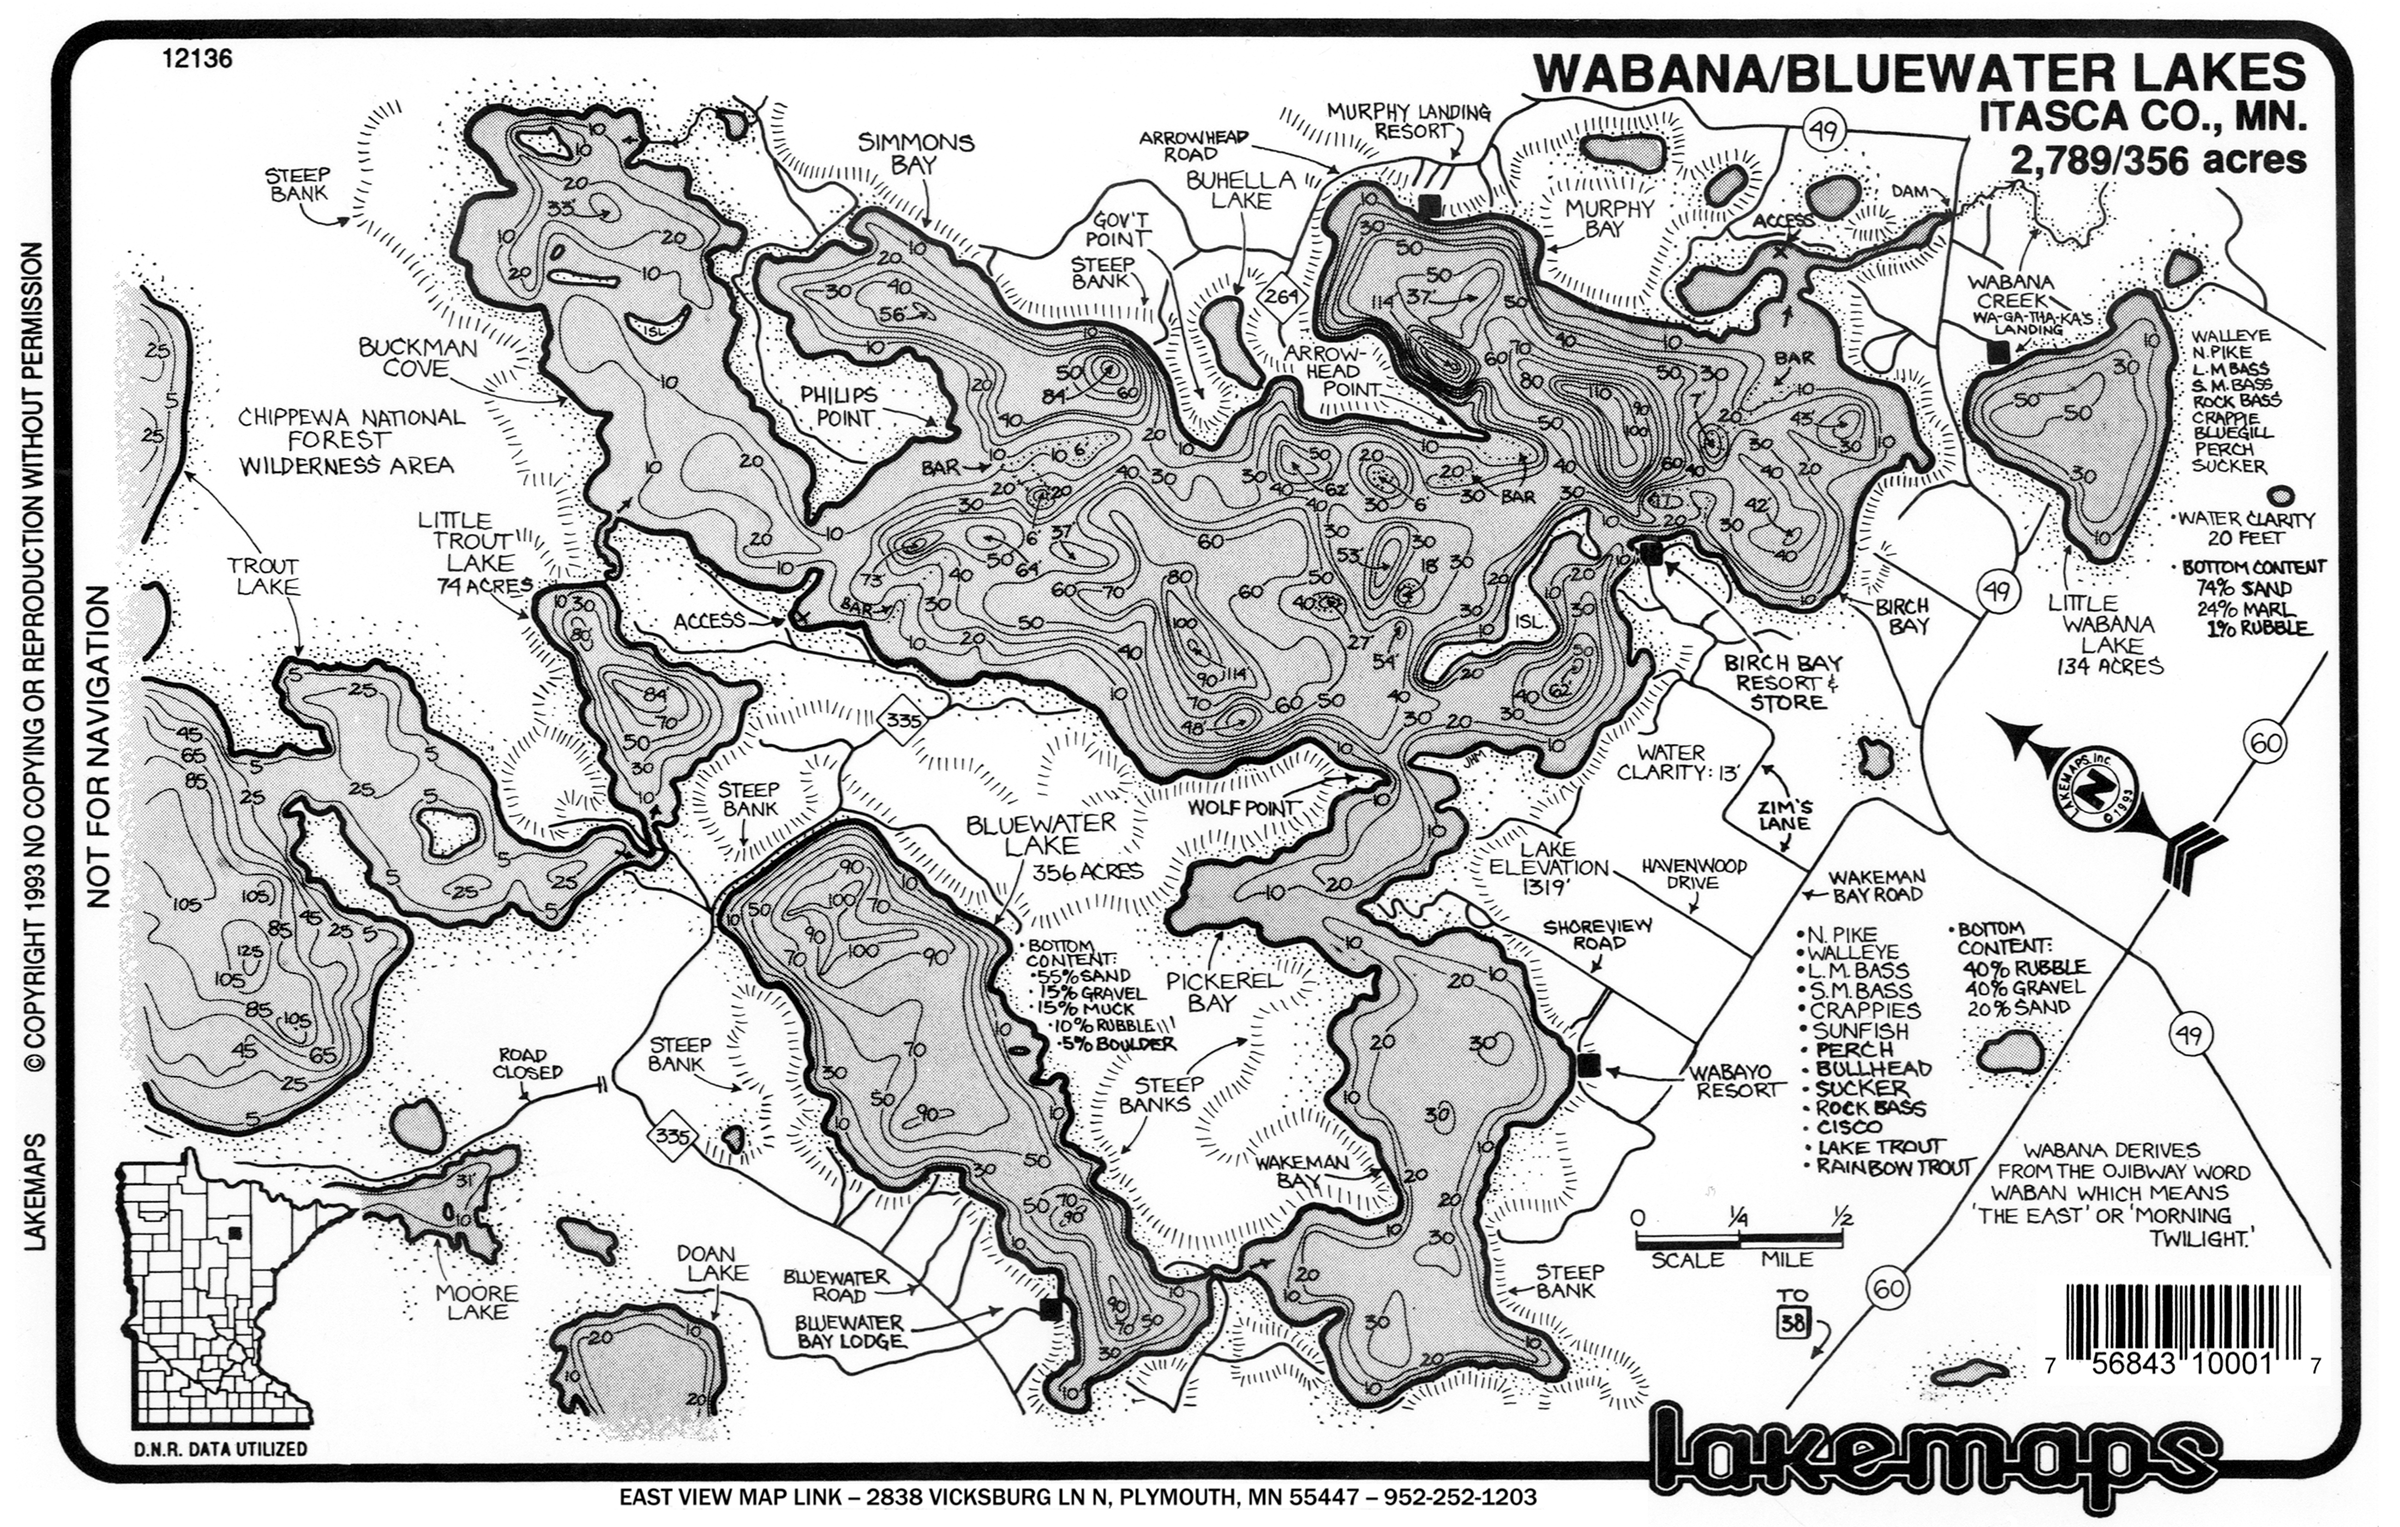 12136
WABANA/BLUEWATER LAKES
ITASCA CO., MN.
2,789/356 acres
© COPYRIGHT 1993 NO COPYING OR REPRODUCTION WITHOUT PERMISSION
LAKEMAPS
NOT FOR NAVIGATION
STEEP
BANK
SIMMONS
BAY
ARROWHEAD
ROAD
MURPHY LANDING
RESORT
BUHELLA
LAKE
GOV'T
POINT
STEEP
BANK
264
MURPHY
BAY
49
ACCESS
DAM
WABANA
CREEK
WA-GA-THA-KA'S
LANDING
WALLEYE
N. PIKE
L.M BASS
S.M. BASS
ROCK BASS
CRAPPIE
BLUEGILL
PERCH
SUCKER
•WATER CLARITY
20 FEET
• BOTTOM CONTENT
74% SAND
24% MARL
1% RUBBLE
LITTLE
WABANA
LAKE
134 ACRES
BUCKMAN
COVE
CHIPPEWA NATIONAL
FOREST
WILDERNESS AREA
ISL.
PHILIPS
POINT
ARROW-
HEAD
POINT
BAR
BAR
BAR
BAR
TROUT
LAKE
LITTLE
TROUT
LAKE
74 ACRES
ACCESS
335
ISL.
BIRCH
BAY
49
BIRCH BAY
RESORT &
STORE
60
STEEP
BANK
BLUEWATER
LAKE
356 ACRES
WOLF POINT
JHM
WATER
CLARITY: 13'
ZIM'S
LANE
LAKE
ELEVATION
1319'
HAVENWOOD
DRIVE
WAKEMAN
BAY ROAD
SHOREVIEW
ROAD
LAKEMAPS, Inc.
N
© 1993
• BOTTOM
CONTENT:
•55% SAND
•15% GRAVEL
•15% MUCK
•10% RUBBLE
•5% BOULDER
PICKEREL
BAY
•N. PIKE
•WALLEYE
•L.M. BASS
•S.M. BASS
•CRAPPIES
•SUNFISH
• PERCH
• BULLHEAD
• SUCKER
• ROCK BASS
• CISCO
• LAKE TROUT
• RAINBOW TROUT
•BOTTOM
CONTENT:
40% RUBBLE
40% GRAVEL
20% SAND
49
ROAD
CLOSED
STEEP
BANK
STEEP
BANKS
WABAYO
RESORT
335
WAKEMAN
BAY
WABANA DERIVES
FROM THE OJIBWAY WORD
WABAN WHICH MEANS
'THE EAST' OR 'MORNING
TWILIGHT.'
MOORE
LAKE
DOAN
LAKE
BLUEWATER
ROAD
BLUEWATER
BAY LODGE
0 1/4 1/2
SCALE MILE
STEEP
BANK
TO
38
60
7 56843 10001 7
D.N.R. DATA UTILIZED
lakemaps
EAST VIEW MAP LINK – 2838 VICKSBURG LN N, PLYMOUTH, MN 55447 – 952-252-1203